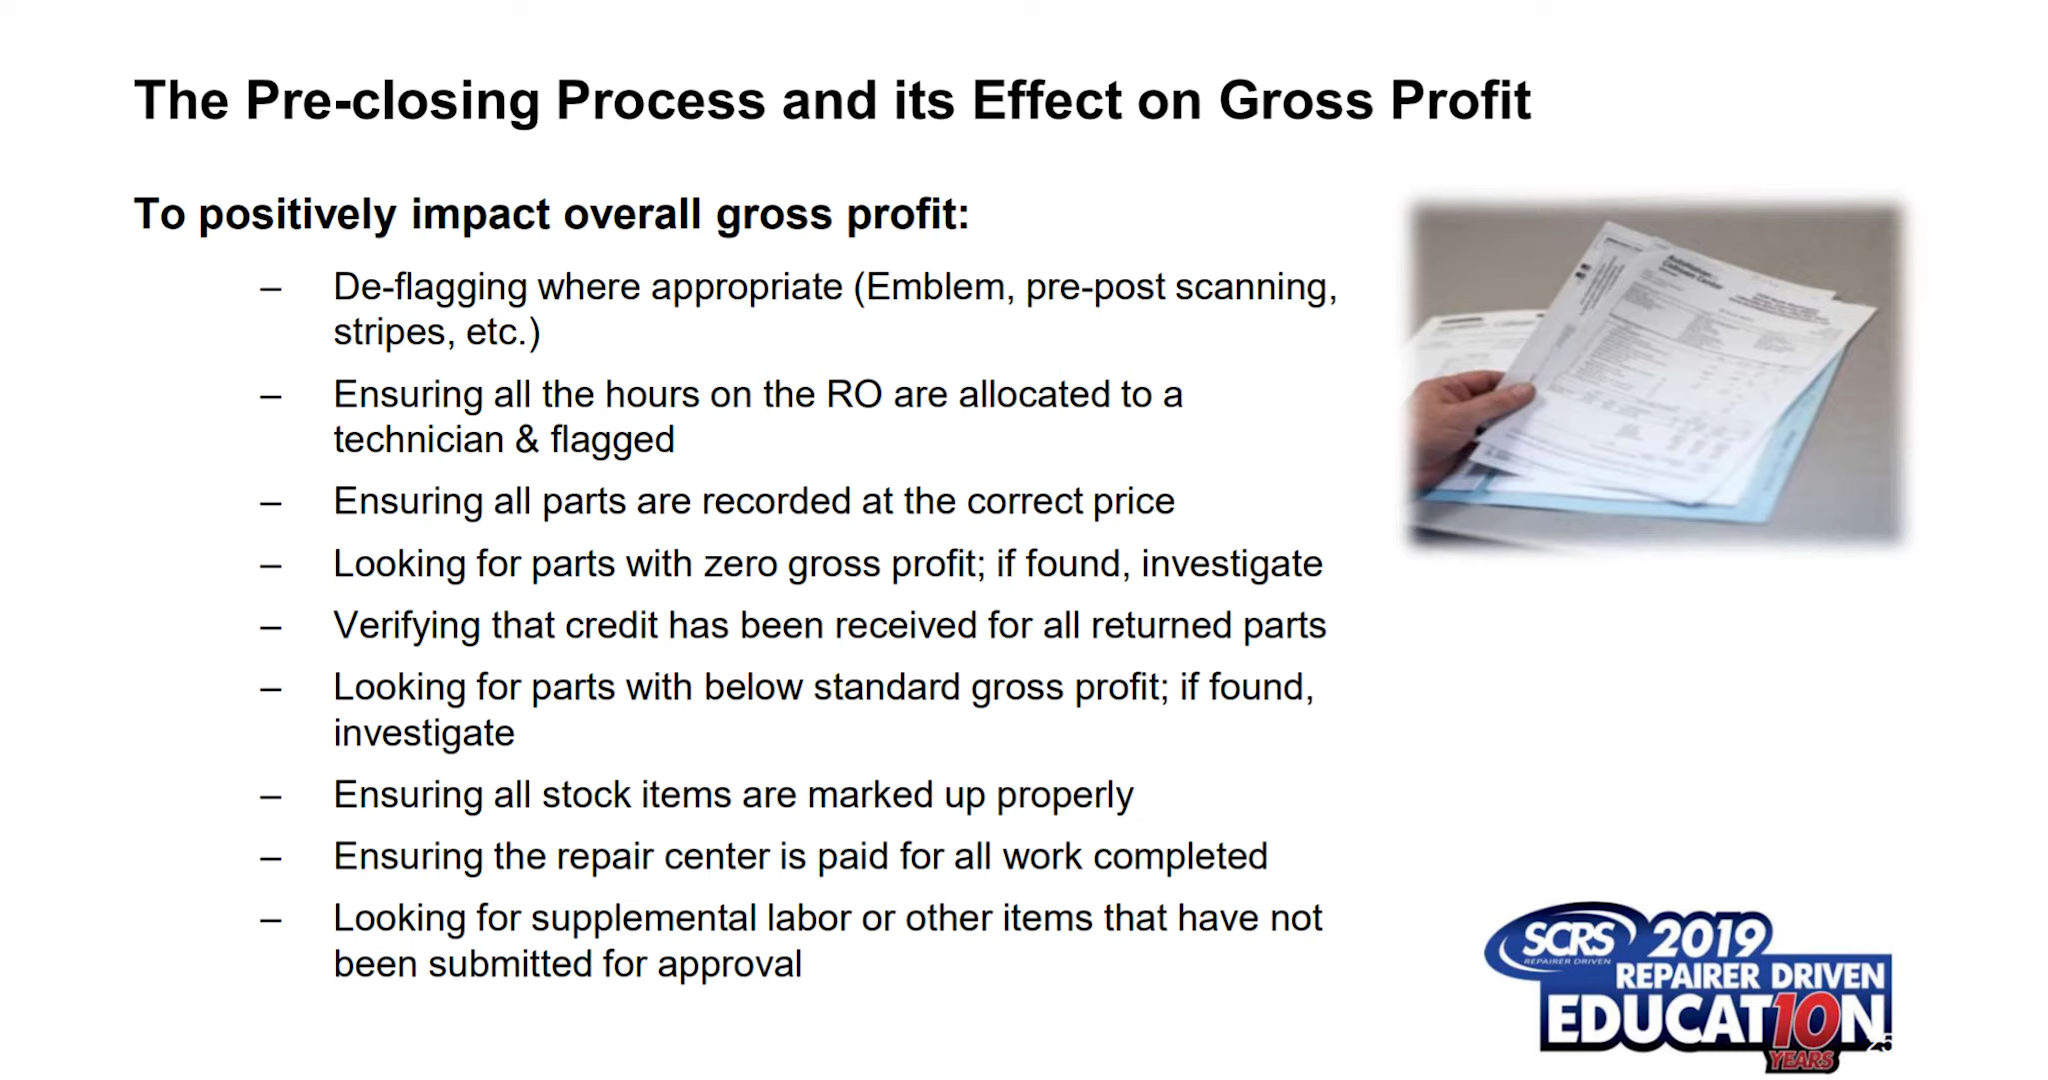 The Pre-closing Process and its Effect on Gross Profit
To positively impact overall gross profit:
– De-flagging where appropriate (Emblem, pre-post scanning,
stripes, etc.)
– Ensuring all the hours on the RO are allocated to a
technician & flagged
– Ensuring all parts are recorded at the correct price
– Looking for parts with zero gross profit; if found, investigate
– Verifying that credit has been received for all returned parts
– Looking for parts with below standard gross profit; if found,
investigate
– Ensuring all stock items are marked up properly
– Ensuring the repair center is paid for all work completed
– Looking for supplemental labor or other items that have not
been submitted for approval
SCRS 2019
REPAIRER DRIVEN
REPAIRER DRIVEN
EDUCAT10N
YEARS
25